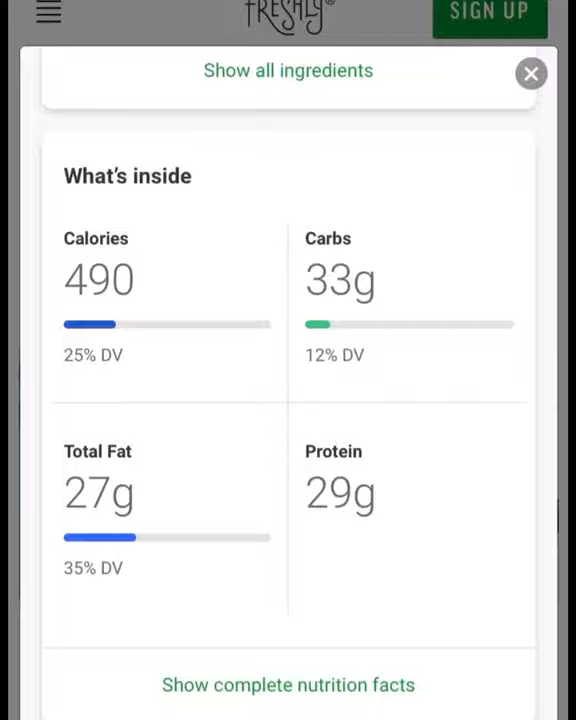 FRESHLY®
SIGN UP
Show all ingredients
What's inside
Calories
490
25% DV
Carbs
33g
12% DV
Total Fat
27g
35% DV
Protein
29g
Show complete nutrition facts